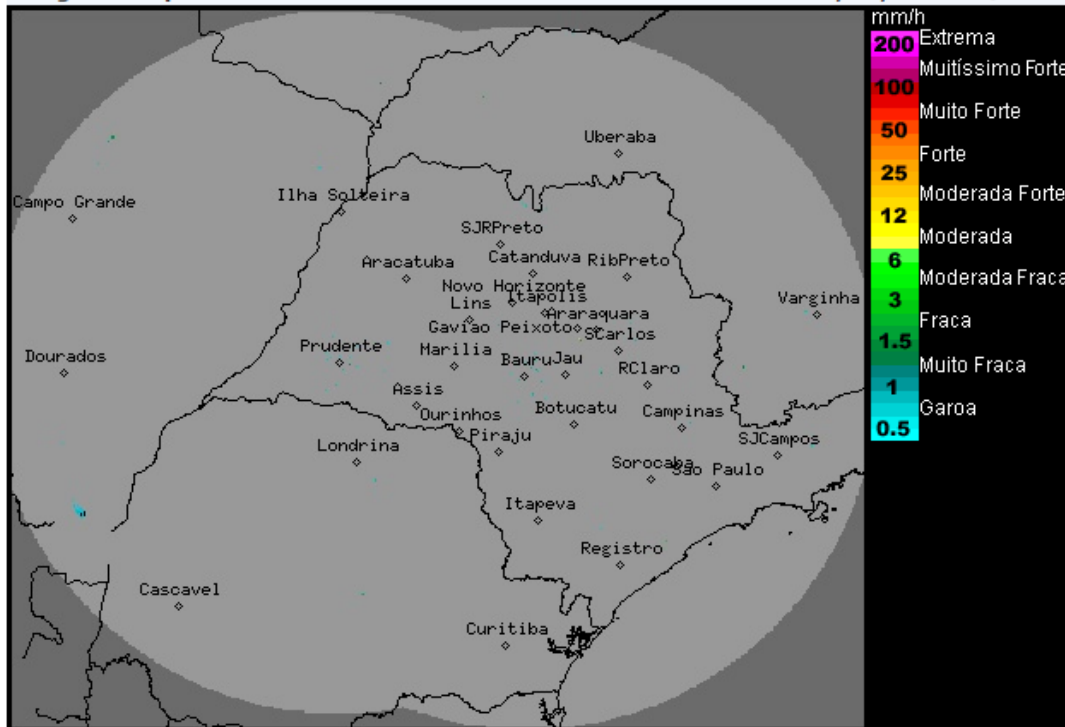 mm/h
200 Extrema
Muitíssimo Forte
100
Muito Forte
50
Forte
25
Moderada Forte
12
Moderada
6
Moderada Fraca
3
Fraca
1.5
Muito Fraca
1
Garoa
0.5
Uberaba
Campo Grande
Ilha Solteira
SJRPreto
Aracatuba
Catanduva
RibPreto
Novo Horizonte
Lins
Itapolis
Araraquara
Varginha
Gaviao Peixoto
SCarlos
Dourados
Prudente
Marilia
Bauru
Jau
RClaro
Assis
Ourinhos
Botucatu
Campinas
Londrina
Piraju
SJCampos
Sorocaba
Sao Paulo
Itapeva
Registro
Cascavel
Curitiba